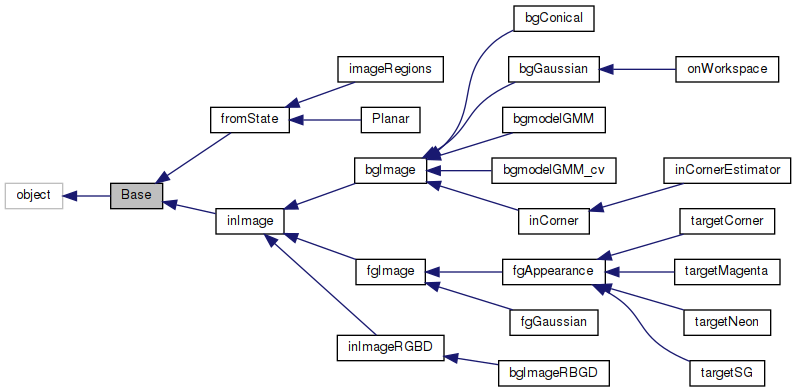 bgConical
imageRegions
bgGaussian
onWorkspace
fromState
Planar
bgmodelGMM
bgImage
bgmodelGMM_cv
inCornerEstimator
object
Base
inImage
inCorner
targetCorner
fgImage
fgAppearance
targetMagenta
fgGaussian
targetNeon
inImageRGBD
bgImageRBGD
targetSG